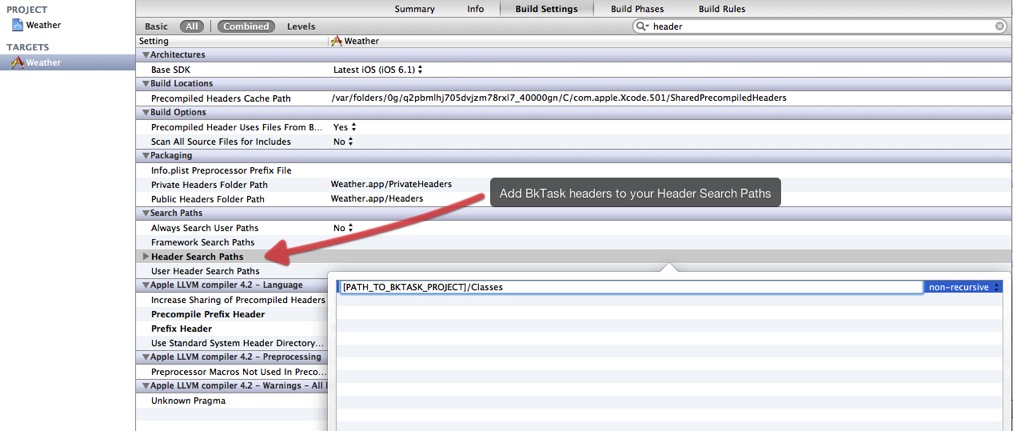 PROJECT
Weather
TARGETS
Weather
Summary Info Build Settings Build Phases Build Rules
Basic All Combined Levels header
Setting Weather
Architectures
Base SDK Latest iOS (iOS 6.1)
Build Locations
Precompiled Headers Cache Path /var/folders/0g/q2pbmlhj705dvjzm78rxl7_40000gn/C/com.apple.Xcode.501/SharedPrecompiledHeaders
Build Options
Precompiled Header Uses Files From B... Yes
Scan All Source Files for Includes No
Packaging
Info.plist Preprocessor Prefix File
Private Headers Folder Path Weather.app/PrivateHeaders
Public Headers Folder Path Weather.app/Headers
Add BkTask headers to your Header Search Paths
Search Paths
Always Search User Paths No
Framework Search Paths
Header Search Paths
User Header Search Paths
Apple LLVM compiler 4.2 - Language
[PATH_TO_BKTASK_PROJECT]/Classes non-recursive
Increase Sharing of Precompiled Headers
Precompile Prefix Header
Prefix Header
Use Standard System Header Directory...
Apple LLVM compiler 4.2 - Preprocessing
Preprocessor Macros Not Used In Preco...
Apple LLVM compiler 4.2 - Warnings - All
Unknown Pragma